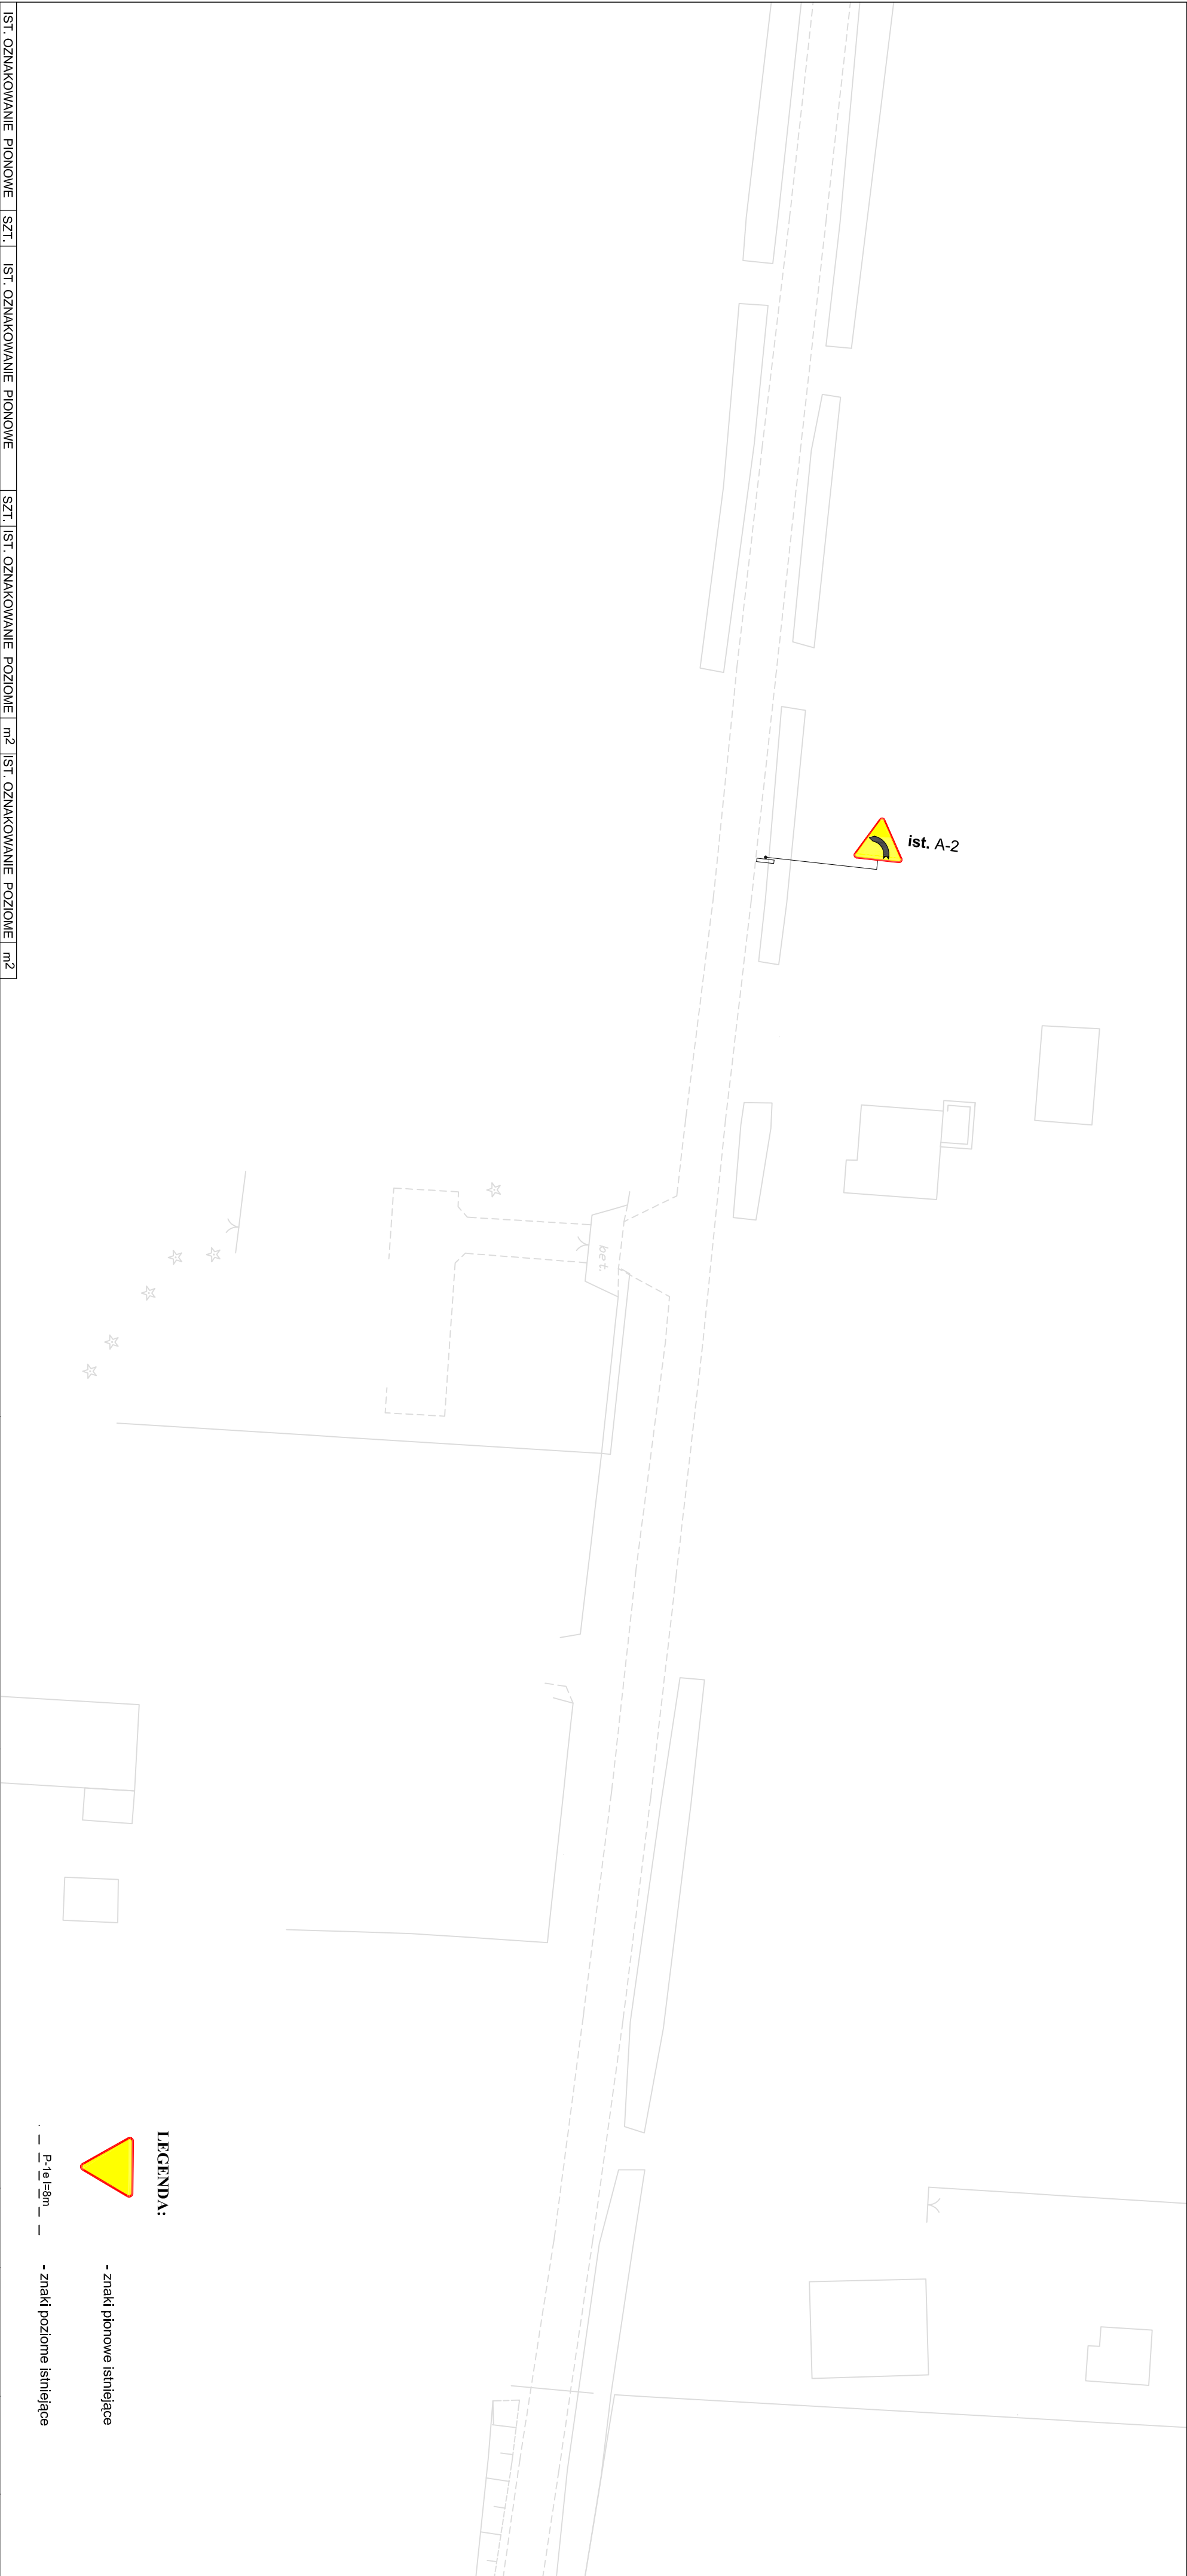 ist. A-2
bet.
LEGENDA:
- znaki pionowe istniejące
P-1e l=8m
- znaki poziome istniejące
IST. OZNAKOWANIE PIONOWE SZT. IST. OZNAKOWANIE PIONOWE SZT. IST. OZNAKOWANIE POZIOME m2 IST. OZNAKOWANIE POZIOME m2